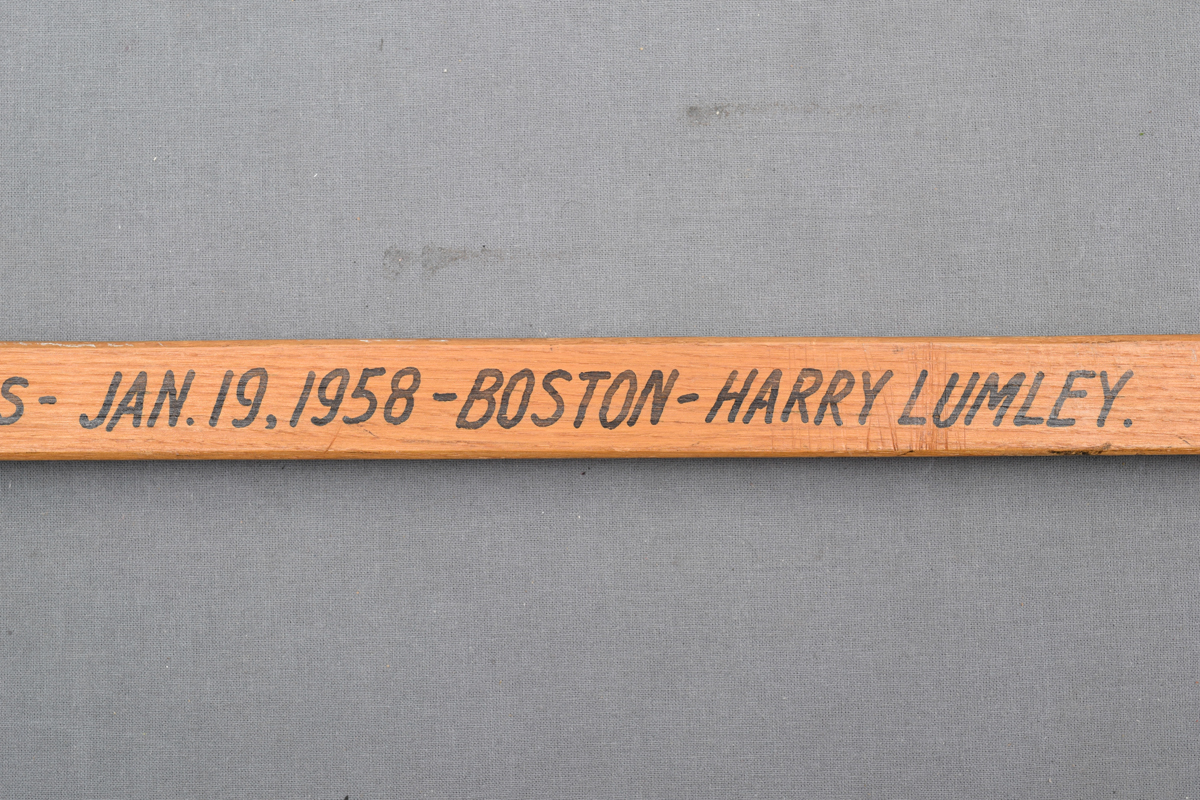 S- JAN. 19, 1958 - BOSTON - HARRY LUMLEY.